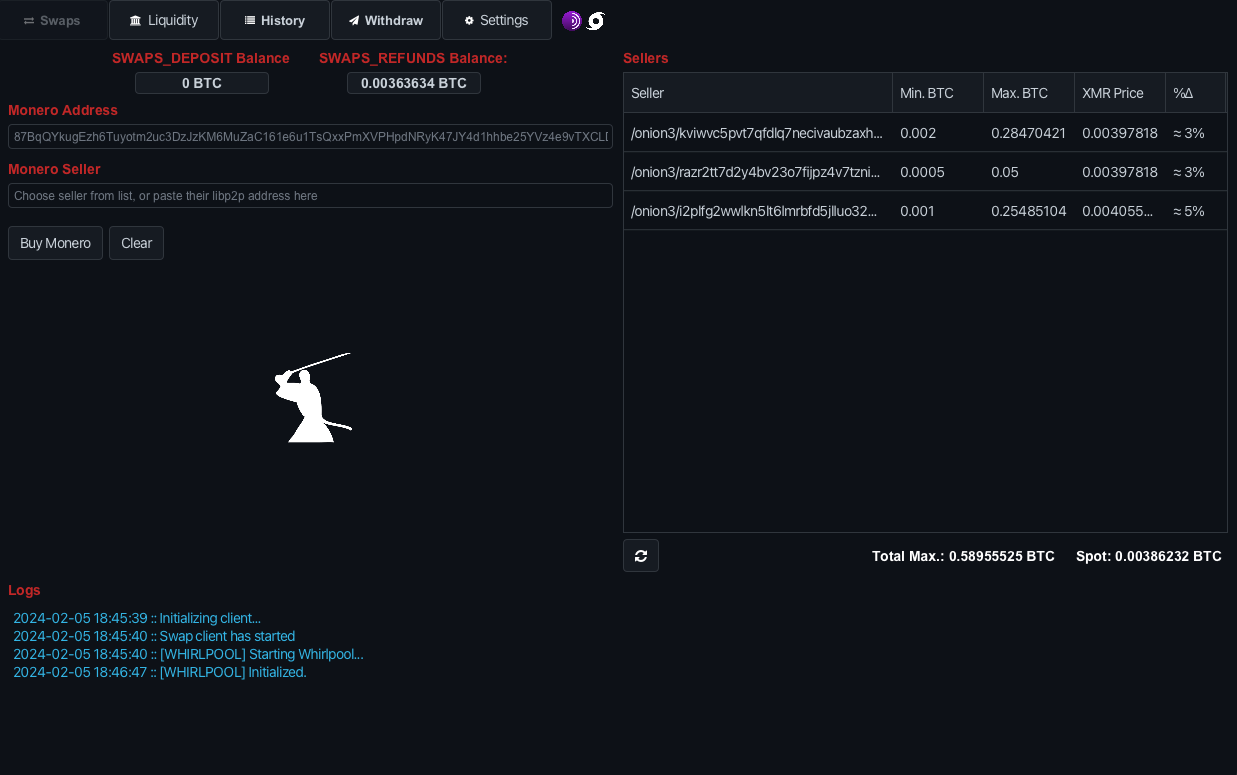 Swaps Liquidity History Withdraw Settings
SWAPS_DEPOSIT Balance SWAPS_REFUNDS Balance:
0 BTC 0.00363634 BTC
Monero Address
87BqQYkugEzh6Tuyotm2uc3DzJzKM6MuZaC161e6u1TsQxxPmXVPHpdNRyK47JY4d1hhbe25YVz4e9vTXCLD
Monero Seller
Choose seller from list, or paste their libp2p address here
Buy Monero Clear
Sellers
Seller Min. BTC Max. BTC XMR Price %Δ
/onion3/kviwvc5pvt7qfdlq7necivaubzaxh... 0.002 0.28470421 0.00397818 ≈ 3%
/onion3/razr2tt7d2y4bv23o7fijpz4v7tzni... 0.0005 0.05 0.00397818 ≈ 3%
/onion3/i2plfg2wwlkn5lt6lmrbfd5jlluo32... 0.001 0.25485104 0.004055... ≈ 5%
Total Max.: 0.58955525 BTC Spot: 0.00386232 BTC
Logs
2024-02-05 18:45:39 :: Initializing client...
2024-02-05 18:45:40 :: Swap client has started
2024-02-05 18:45:40 :: [WHIRLPOOL] Starting Whirlpool...
2024-02-05 18:46:47 :: [WHIRLPOOL] Initialized.